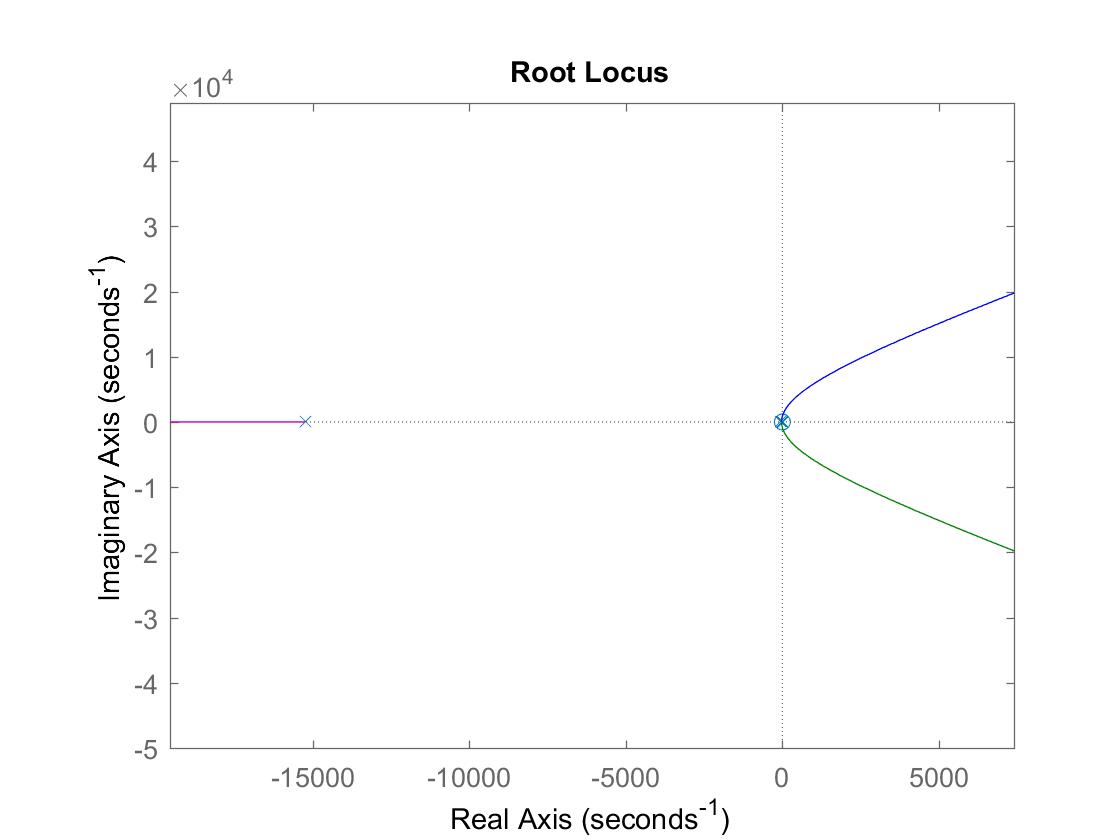 Root Locus
×10^4
4
3
2
1
0
-1
-2
-3
-4
-5
Imaginary Axis (seconds^-1)
-15000 -10000 -5000 0 5000
Real Axis (seconds^-1)